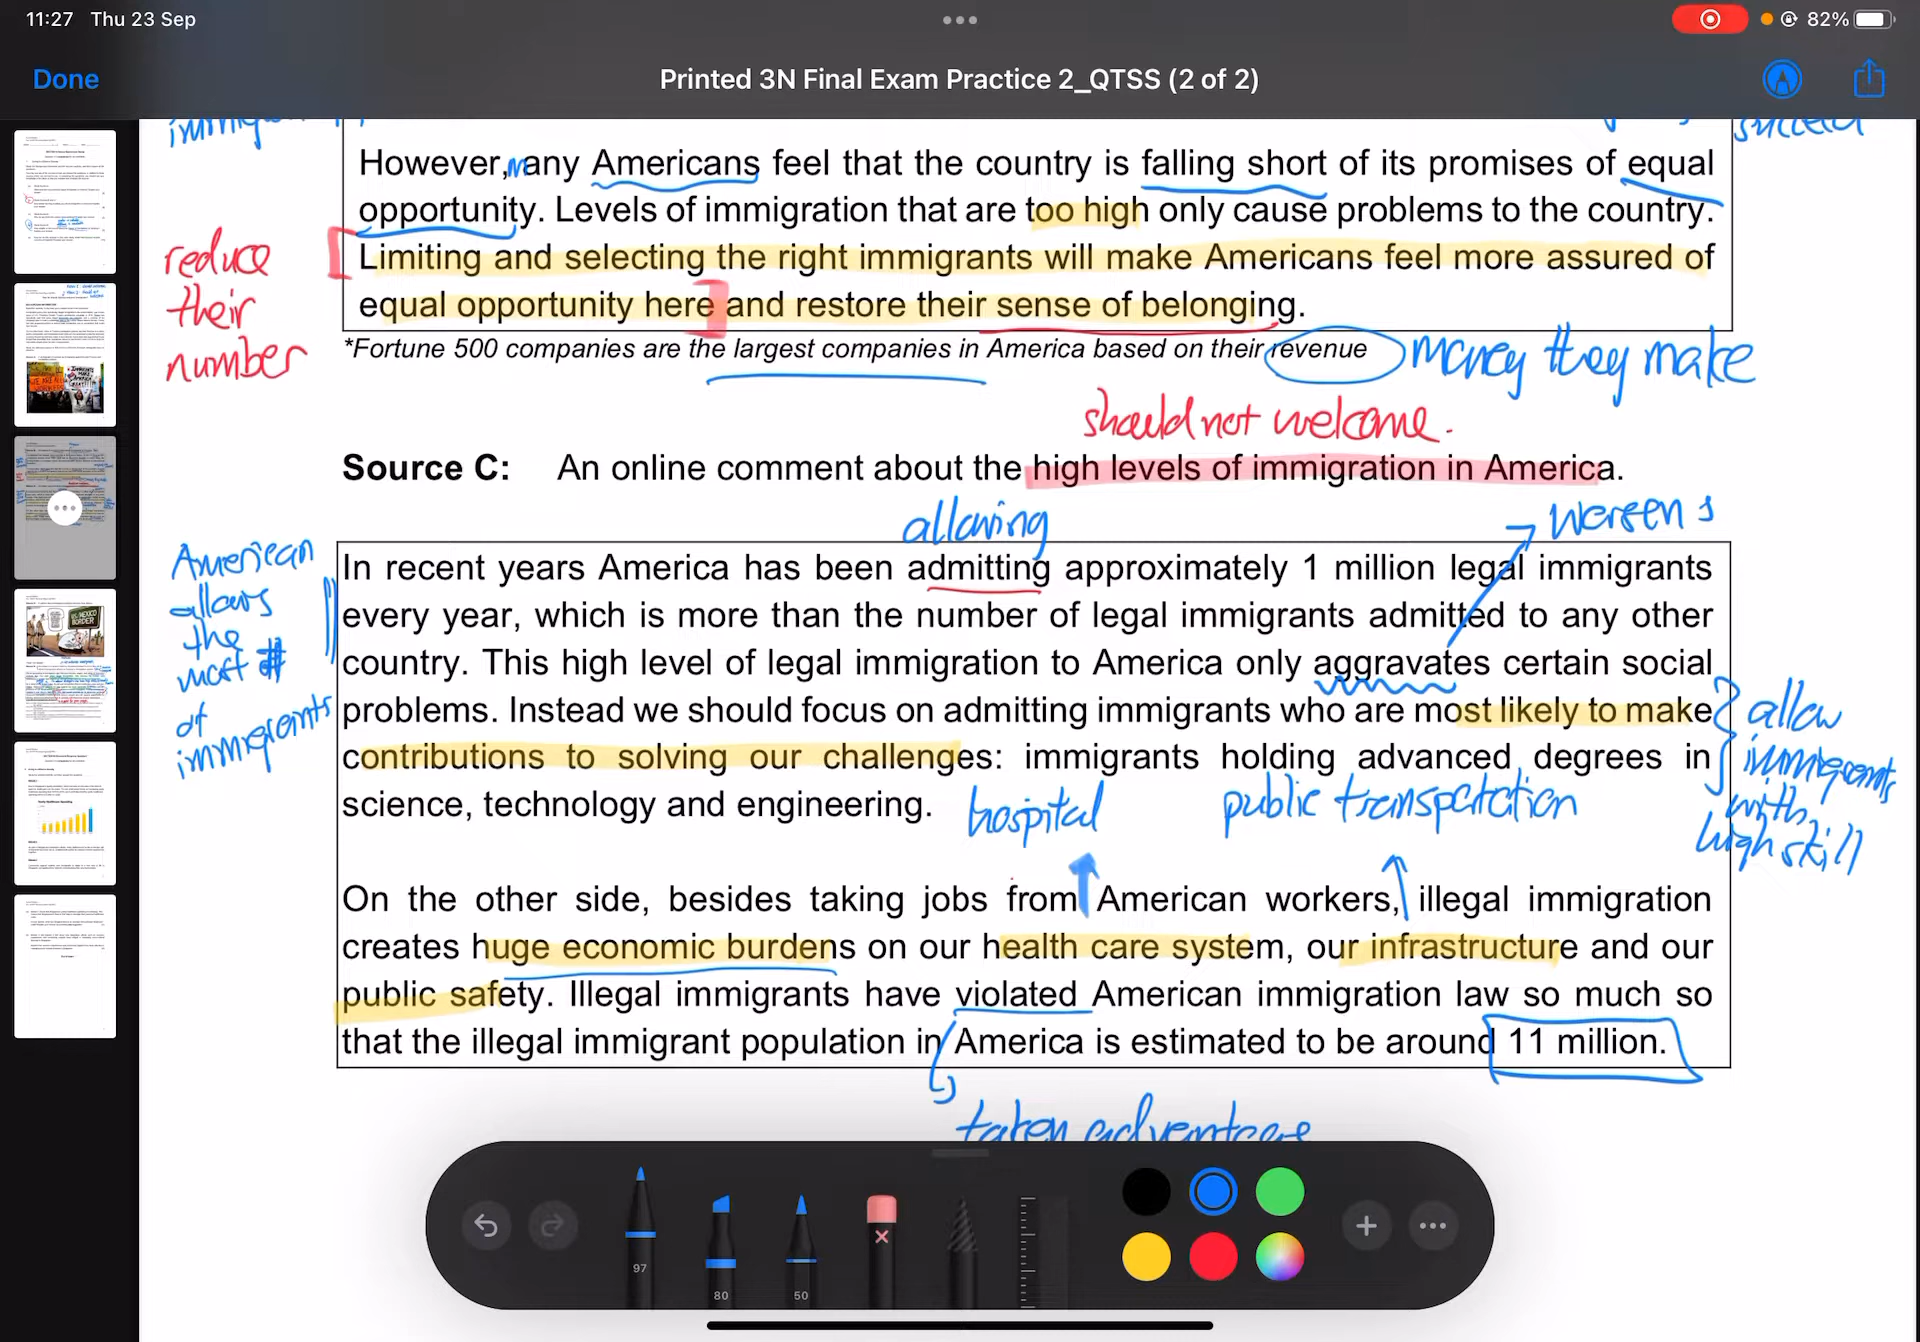 11:27 Thu 23 Sep
82%
Done
Printed 3N Final Exam Practice 2_QTSS (2 of 2)
However, many Americans feel that the country is falling short of its promises of equal
opportunity. Levels of immigration that are too high only cause problems to the country.
Limiting and selecting the right immigrants will make Americans feel more assured of
equal opportunity here and restore their sense of belonging.
reduce
their
number
*Fortune 500 companies are the largest companies in America based on their revenue
money they make
should not welcome.
Source C: An online comment about the high levels of immigration in America.
allowing
worsens
American
allows
the
most #
of
immigrants
In recent years America has been admitting approximately 1 million legal immigrants
every year, which is more than the number of legal immigrants admitted to any other
country. This high level of legal immigration to America only aggravates certain social
problems. Instead we should focus on admitting immigrants who are most likely to make
contributions to solving our challenges: immigrants holding advanced degrees in
science, technology and engineering.
allow
immigrants
with
high skill
hospital
public transportation
On the other side, besides taking jobs from American workers, illegal immigration
creates huge economic burdens on our health care system, our infrastructure and our
public safety. Illegal immigrants have violated American immigration law so much so
that the illegal immigrant population in America is estimated to be around 11 million.
taken advantage
97
80
50